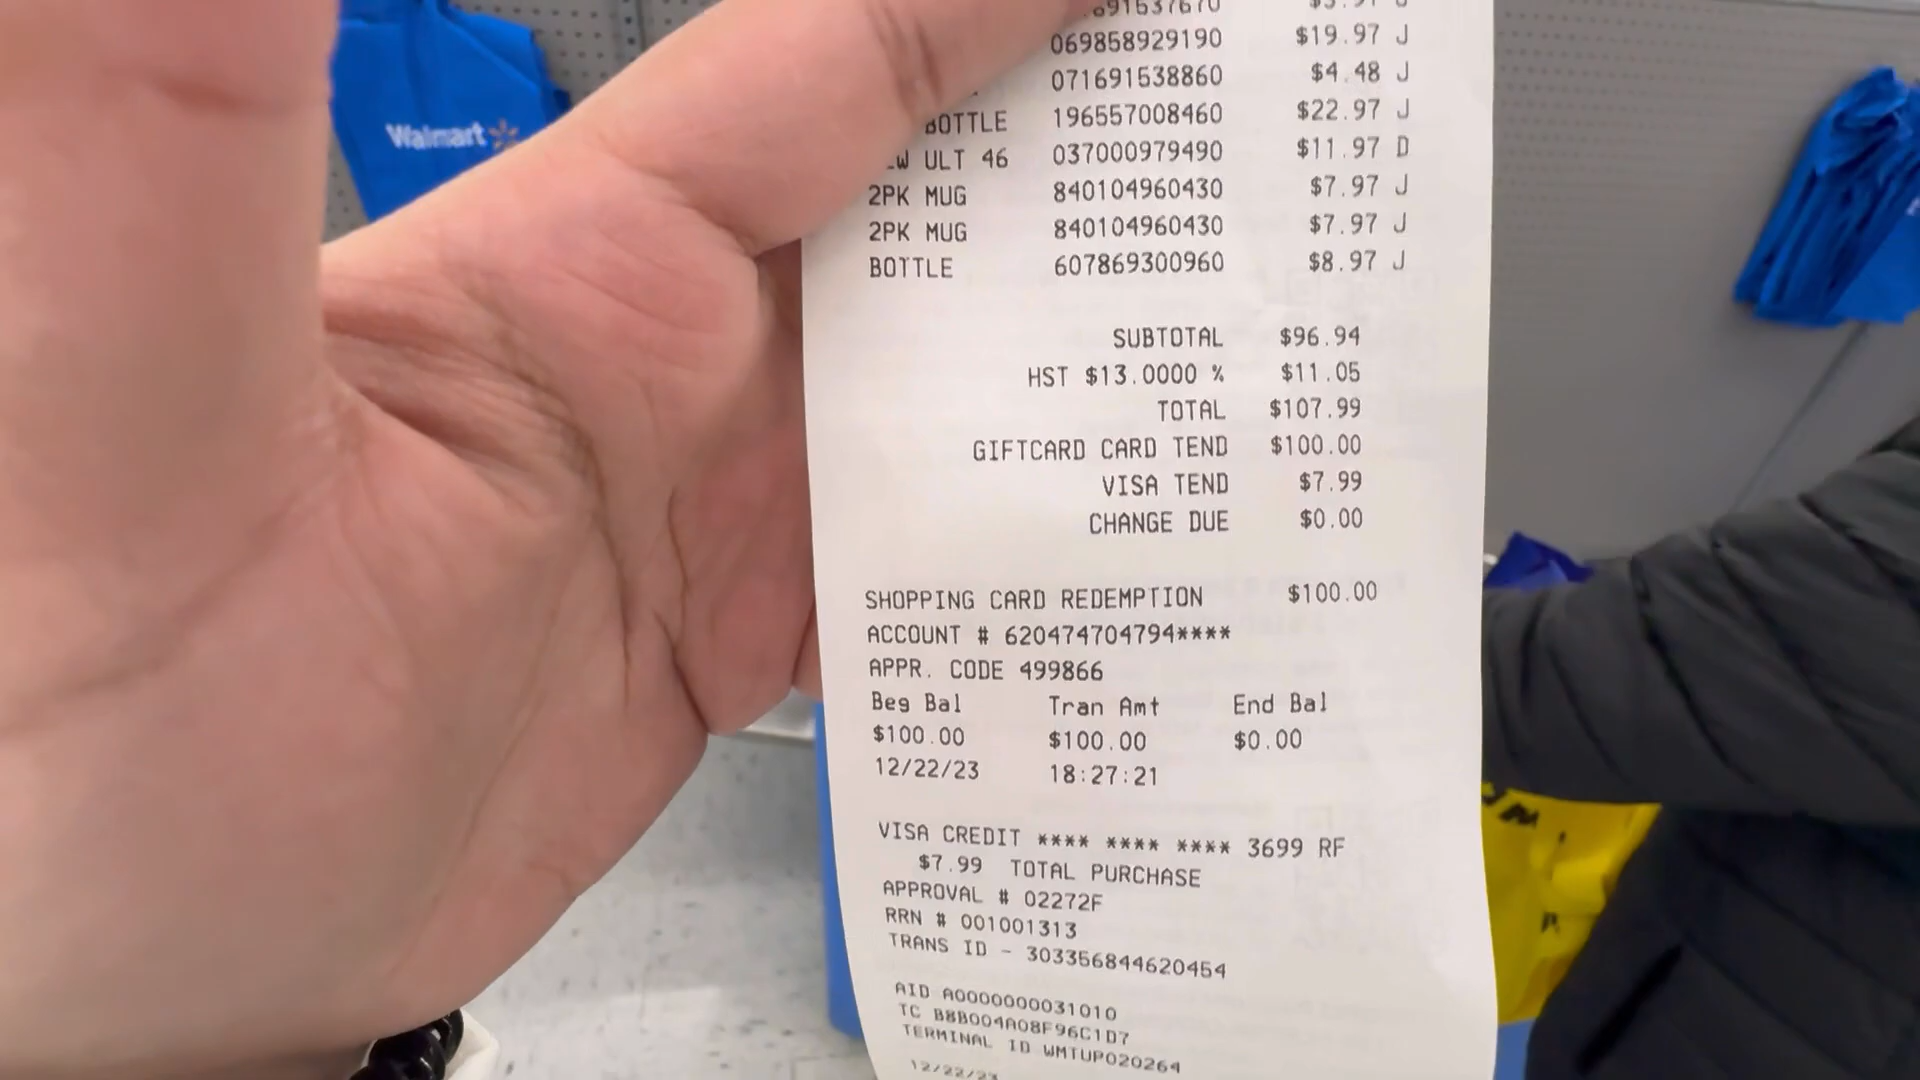 Walmart
069858929190 $19.97 J
071691538860 $4.48 J
BOTTLE 196557008460 $22.97 J
ULT 46 037000979490 $11.97 D
2PK MUG 840104960430 $7.97 J
2PK MUG 840104960430 $7.97 J
BOTTLE 607869300960 $8.97 J
SUBTOTAL $96.94
HST $13.0000 % $11.05
TOTAL $107.99
GIFTCARD CARD TEND $100.00
VISA TEND $7.99
CHANGE DUE $0.00
SHOPPING CARD REDEMPTION $100.00
ACCOUNT # 620474704794****
APPR. CODE 499866
Beg Bal Tran Amt End Bal
$100.00 $100.00 $0.00
12/22/23 18:27:21
VISA CREDIT **** **** **** 3699 RF
$7.99 TOTAL PURCHASE
APPROVAL # 02272F
RRN # 001001313
TRANS ID - 303356844620454
AID A0000000031010
TC B8B004A08F96C1D7
TERMINAL ID WMTUP020264
12/22/23